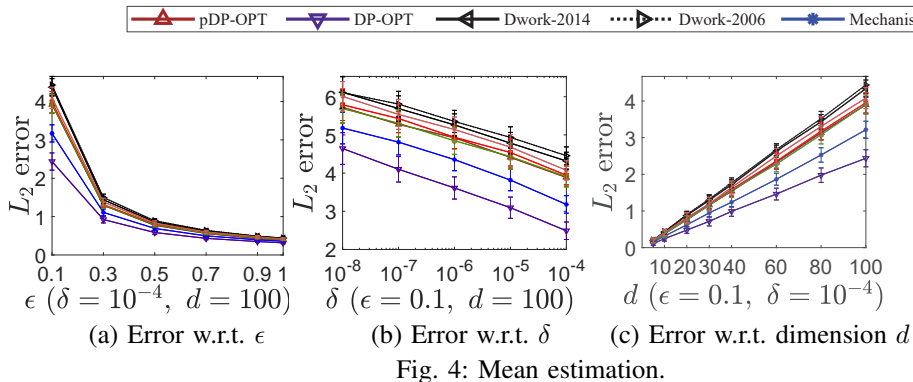 pDP-OPT DP-OPT Dwork-2014 Dwork-2006 Mechanis
L₂ error
4
3
2
1
0
0.1 0.3 0.5 0.7 0.9 1
ϵ (δ = 10⁻⁴, d = 100)
(a) Error w.r.t. ϵ
L₂ error
6
5
4
3
2
10⁻⁸ 10⁻⁷ 10⁻⁶ 10⁻⁵ 10⁻⁴
δ (ϵ = 0.1, d = 100)
(b) Error w.r.t. δ
L₂ error
4
3
2
1
0
10 20 30 40 60 80 100
d (ϵ = 0.1, δ = 10⁻⁴)
(c) Error w.r.t. dimension d
Fig. 4: Mean estimation.